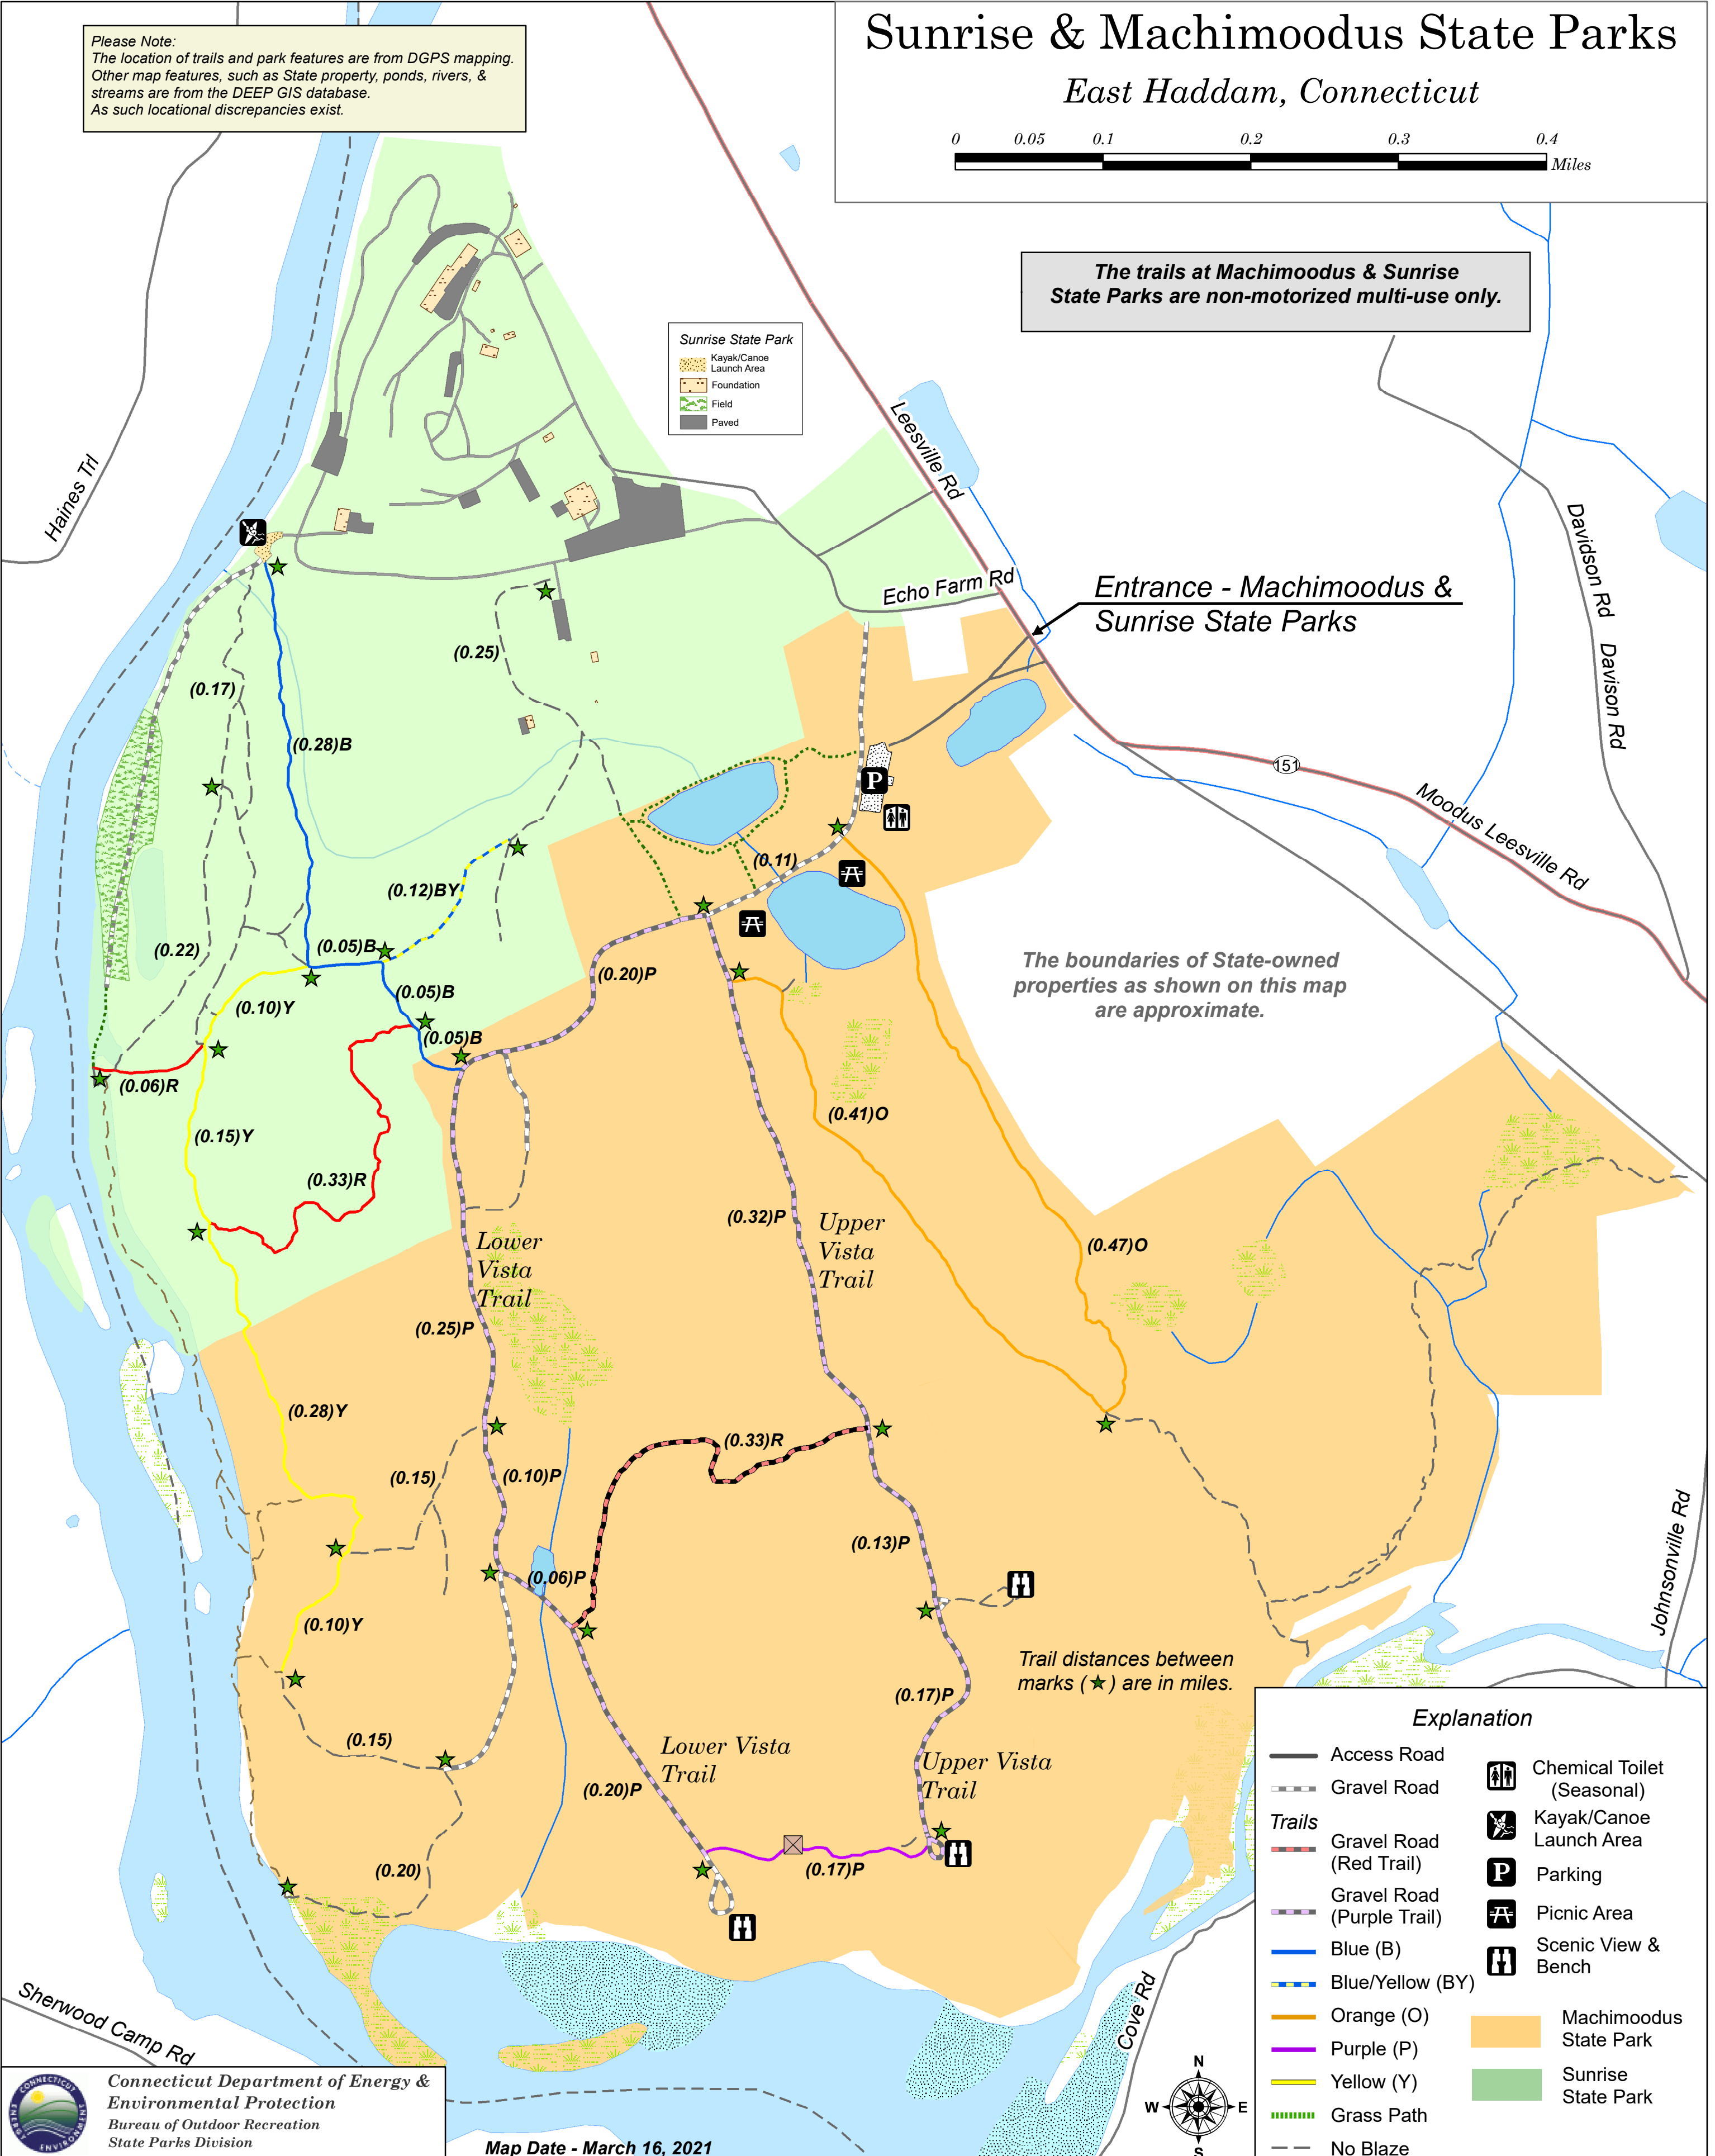 Sunrise & Machimoodus State Parks
East Haddam, Connecticut
0 0.05 0.1 0.2 0.3 0.4
Miles
Please Note:
The location of trails and park features are from DGPS mapping.
Other map features, such as State property, ponds, rivers, &
streams are from the DEEP GIS database.
As such locational discrepancies exist.
The trails at Machimoodus & Sunrise
State Parks are non-motorized multi-use only.
Sunrise State Park
Kayak/Canoe
Launch Area
Foundation
Field
Paved
Leesville Rd
Haines Trl
Davidson Rd
Davison Rd
Echo Farm Rd
Entrance - Machimoodus &
Sunrise State Parks
(0.25)
(0.17)
(0.28)B
151
P
Moodus Leesville Rd
(0.11)
(0.12)BY
(0.22)
(0.05)B
(0.20)P
The boundaries of State-owned
properties as shown on this map
are approximate.
(0.10)Y
(0.05)B
(0.05)B
(0.06)R
(0.41)O
(0.15)Y
(0.33)R
(0.32)P
Upper
Vista
Trail
Lower
Vista
Trail
(0.47)O
(0.25)P
(0.28)Y
(0.33)R
(0.15)
(0.10)P
(0.13)P
Johnsonville Rd
(0.06)P
(0.10)Y
Trail distances between
marks ( ) are in miles.
(0.17)P
(0.15)
Lower Vista
Trail
Upper Vista
Trail
(0.20)P
(0.20)
(0.17)P
Cove Rd
Sherwood Camp Rd
Explanation
Access Road
Gravel Road
Trails
Gravel Road
(Red Trail)
Gravel Road
(Purple Trail)
Blue (B)
Blue/Yellow (BY)
Orange (O)
Purple (P)
Yellow (Y)
Grass Path
No Blaze
Chemical Toilet
(Seasonal)
Kayak/Canoe
Launch Area
P
Parking
Picnic Area
Scenic View &
Bench
Machimoodus
State Park
Sunrise
State Park
N
W E
S
CONNECTICUT
Connecticut Department of Energy &
Environmental Protection
Bureau of Outdoor Recreation
State Parks Division
Map Date - March 16, 2021